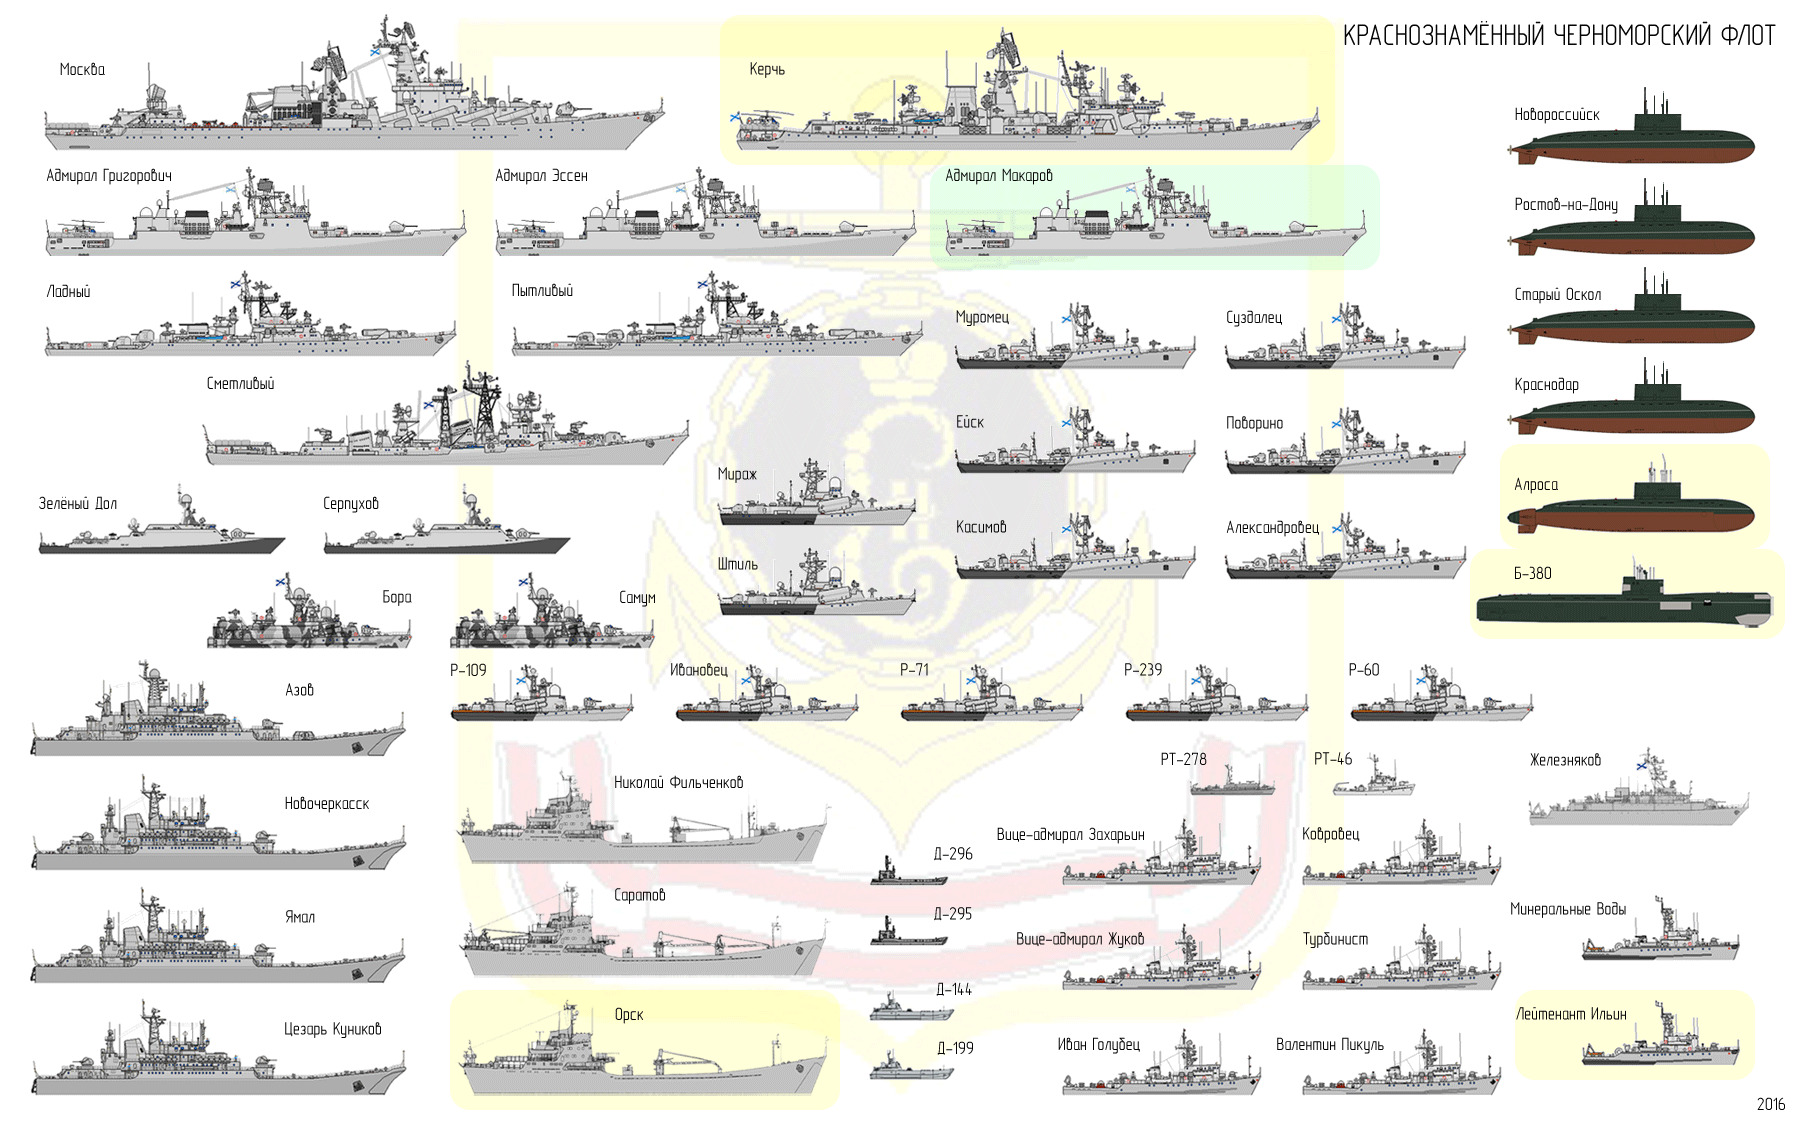 КРАСНОЗНАМЁННЫЙ ЧЕРНОМОРСКИЙ ФЛОТ
Москва
Керчь
Новороссийск
Адмирал Григорович
Адмирал Эссен
Адмирал Макаров
Ростов-на-Дону
Ладный
Пытливый
Муромец
Суздалец
Старый Оскол
Сметливый
Краснодар
Ейск
Поворино
Мираж
Алроса
Зелёный Дол
Серпухов
Касимов
Александровец
Штиль
Б-380
Бора
Самум
Азов
Р-109
Ивановец
Р-71
Р-239
Р-60
РТ-278
РТ-46
Железняков
Новочеркасск
Николай Фильченков
Вице-адмирал Захарьин
Ковровец
Д-296
Саратов
Минеральные Воды
Ямал
Д-295
Вице-адмирал Жуков
Турбинист
Д-144
Орск
Лейтенант Ильин
Цезарь Куников
Д-199
Иван Голубец
Валентин Пикуль
2016